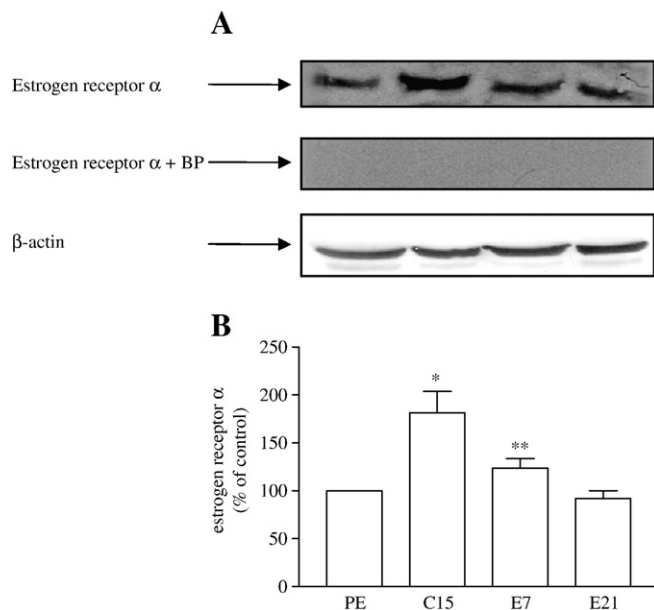 A
Estrogen receptor α
Estrogen receptor α + BP
β-actin
B
estrogen receptor α
(% of control)
250
200
150
100
50
0
*
**
PE C15 E7 E21